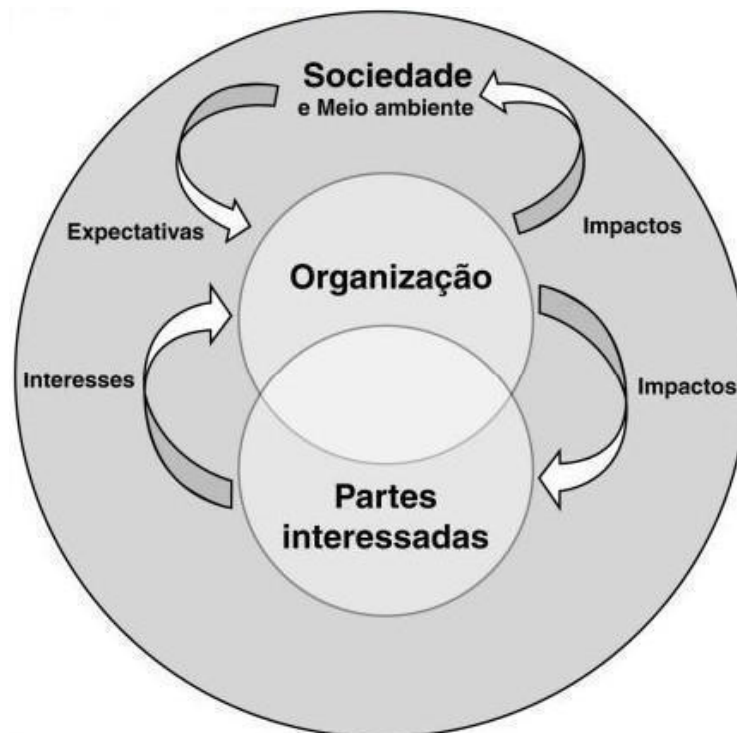 Sociedade
e Meio ambiente
Expectativas
Impactos
Organização
Interesses
Impactos
Partes
interessadas